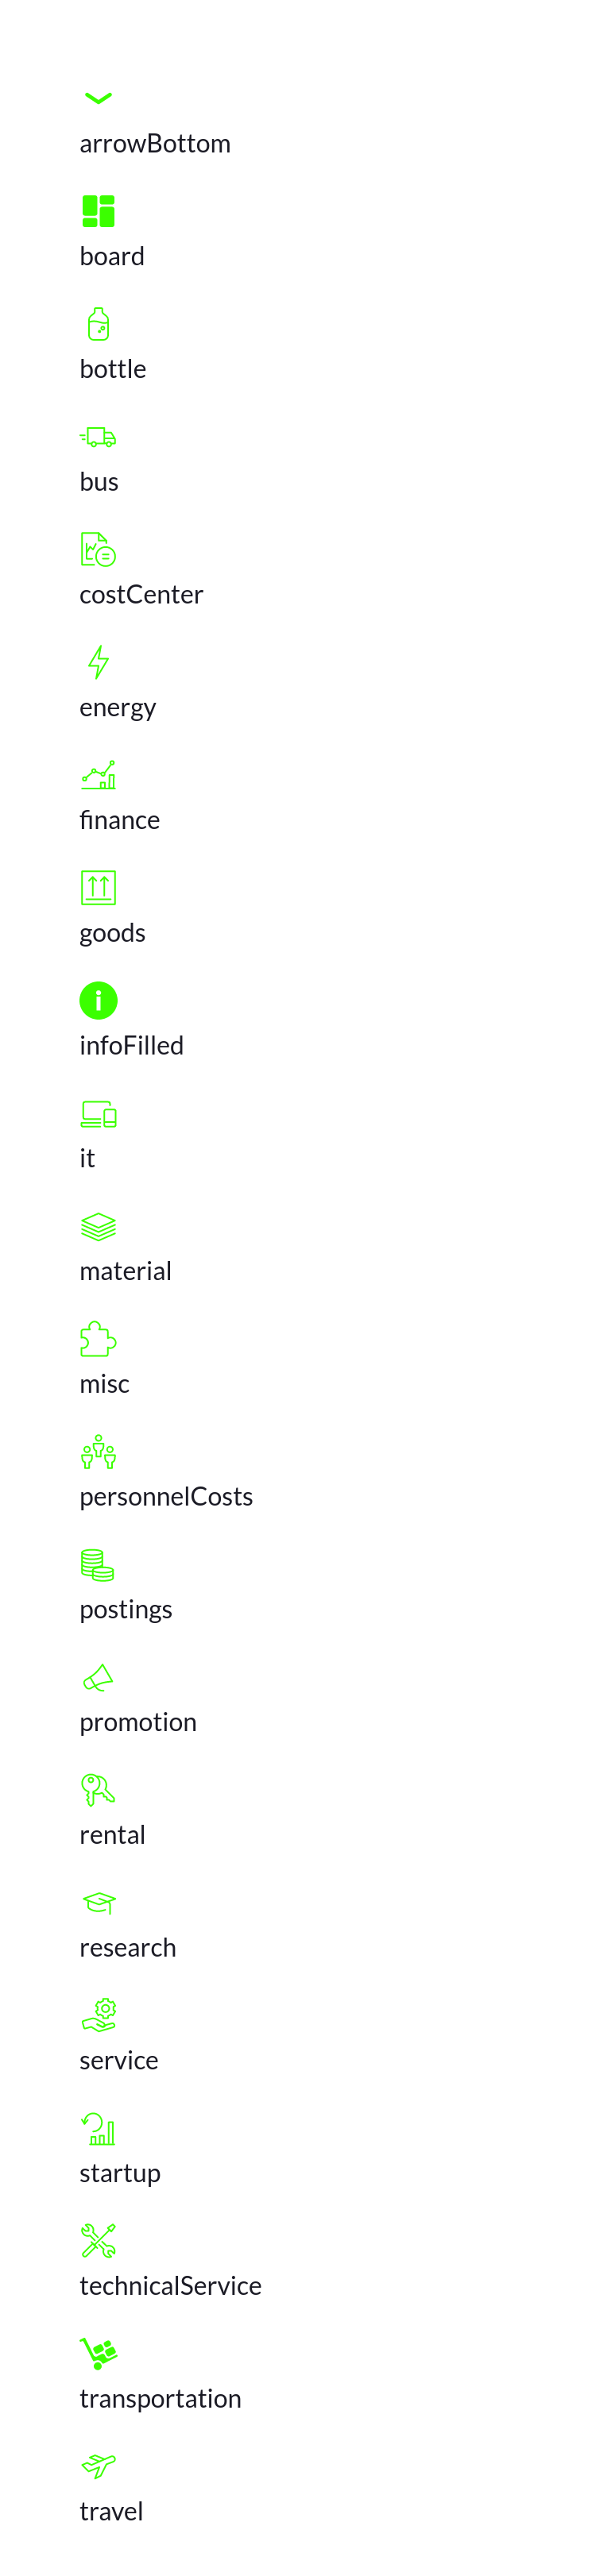 arrowBottom
board
bottle
bus
costCenter
energy
finance
goods
infoFilled
it
material
misc
personnelCosts
postings
promotion
rental
research
service
startup
technicalService
transportation
travel